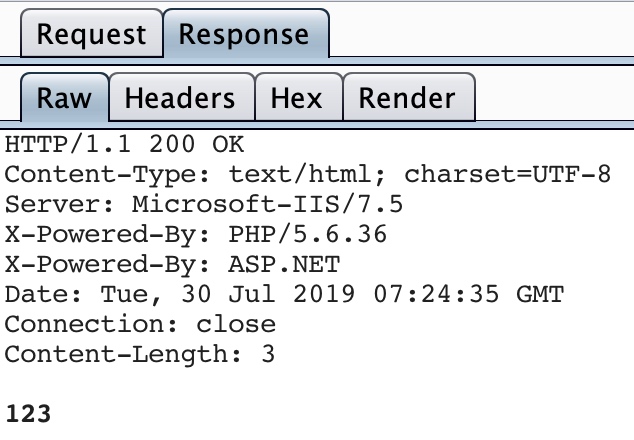 Request Response
Raw Headers Hex Render
HTTP/1.1 200 OK
Content-Type: text/html; charset=UTF-8
Server: Microsoft-IIS/7.5
X-Powered-By: PHP/5.6.36
X-Powered-By: ASP.NET
Date: Tue, 30 Jul 2019 07:24:35 GMT
Connection: close
Content-Length: 3
123